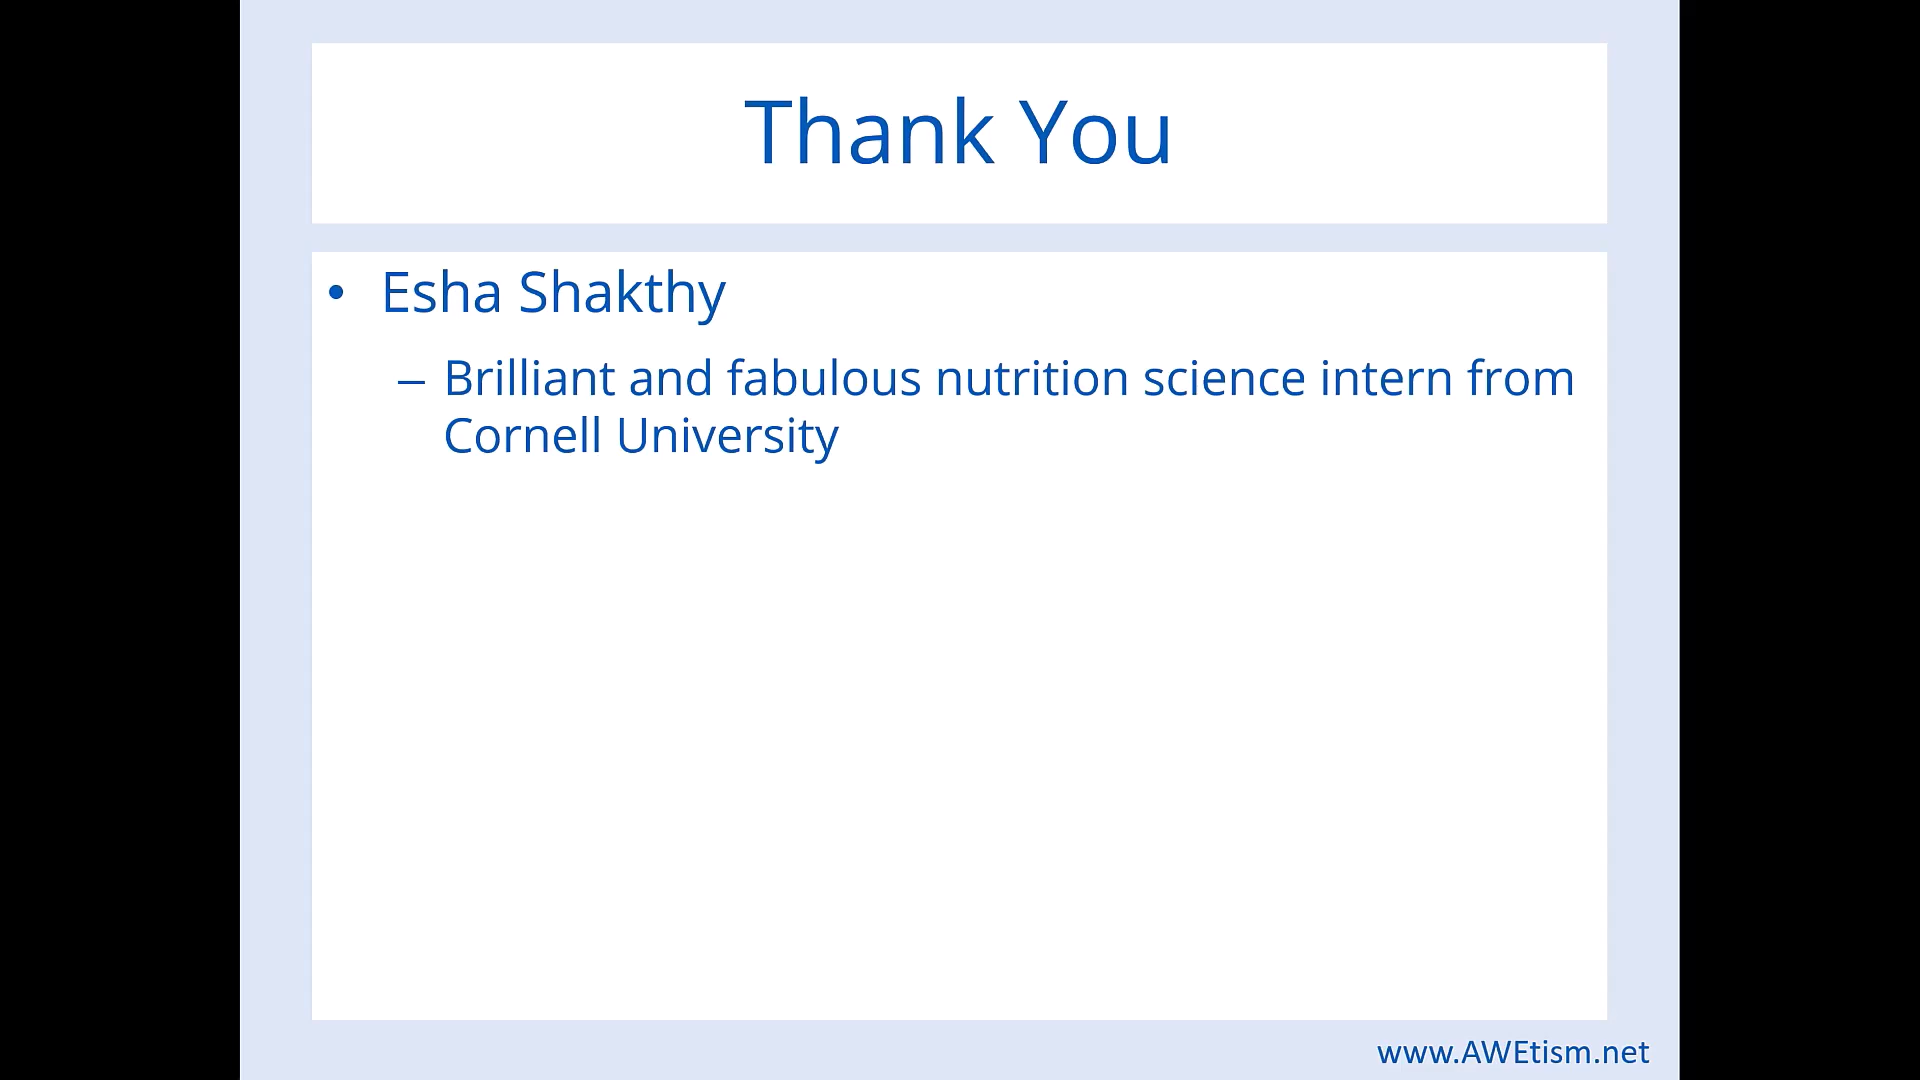 Thank You
• Esha Shakthy
– Brilliant and fabulous nutrition science intern from
Cornell University
www.AWEtism.net